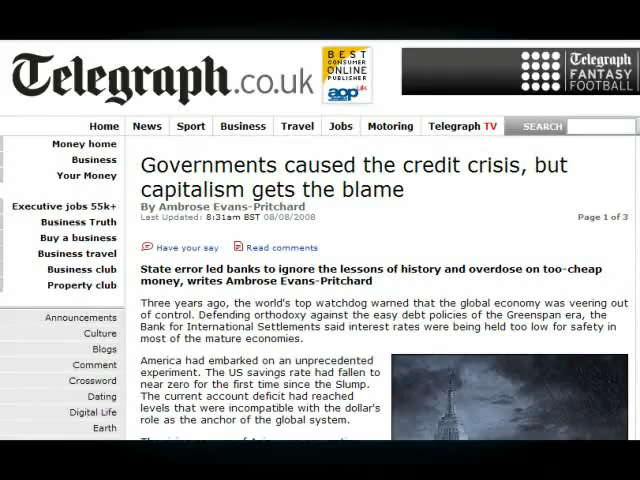 Telegraph.co.uk
BEST
CONSUMER
ONLINE
PUBLISHER
aop uk
Telegraph
FANTASY
FOOTBALL
Home News Sport Business Travel Jobs Motoring Telegraph TV SEARCH
Money home
Business
Your Money
Executive jobs 55k+
Business Truth
Buy a business
Business travel
Business club
Property club
Announcements
Culture
Blogs
Comment
Crossword
Dating
Digital Life
Earth
Governments caused the credit crisis, but
capitalism gets the blame
By Ambrose Evans-Pritchard
Last Updated: 8:31am BST 08/08/2008
Page 1 of 3
Have your say Read comments
State error led banks to ignore the lessons of history and overdose on too-cheap
money, writes Ambrose Evans-Pritchard
Three years ago, the world's top watchdog warned that the global economy was veering out
of control. Defending orthodoxy against the easy debt policies of the Greenspan era, the
Bank for International Settlements said interest rates were being held too low for safety in
most of the mature economies.
America had embarked on an unprecedented
experiment. The US savings rate had fallen to
near zero for the first time since the Slump.
The current account deficit had reached
levels that were incompatible with the dollar's
role as the anchor of the global system.